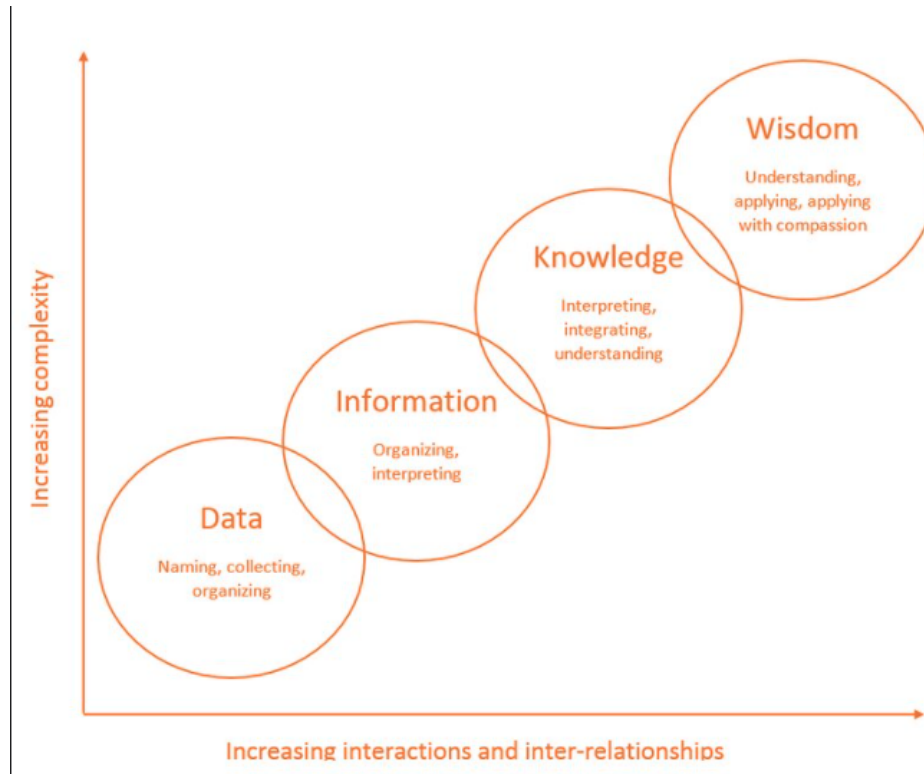 Wisdom
Understanding,
applying, applying
with compassion
Knowledge
Interpreting,
integrating,
understanding
Information
Organizing,
interpreting
Data
Naming, collecting,
organizing
Increasing complexity
Increasing interactions and inter-relationships